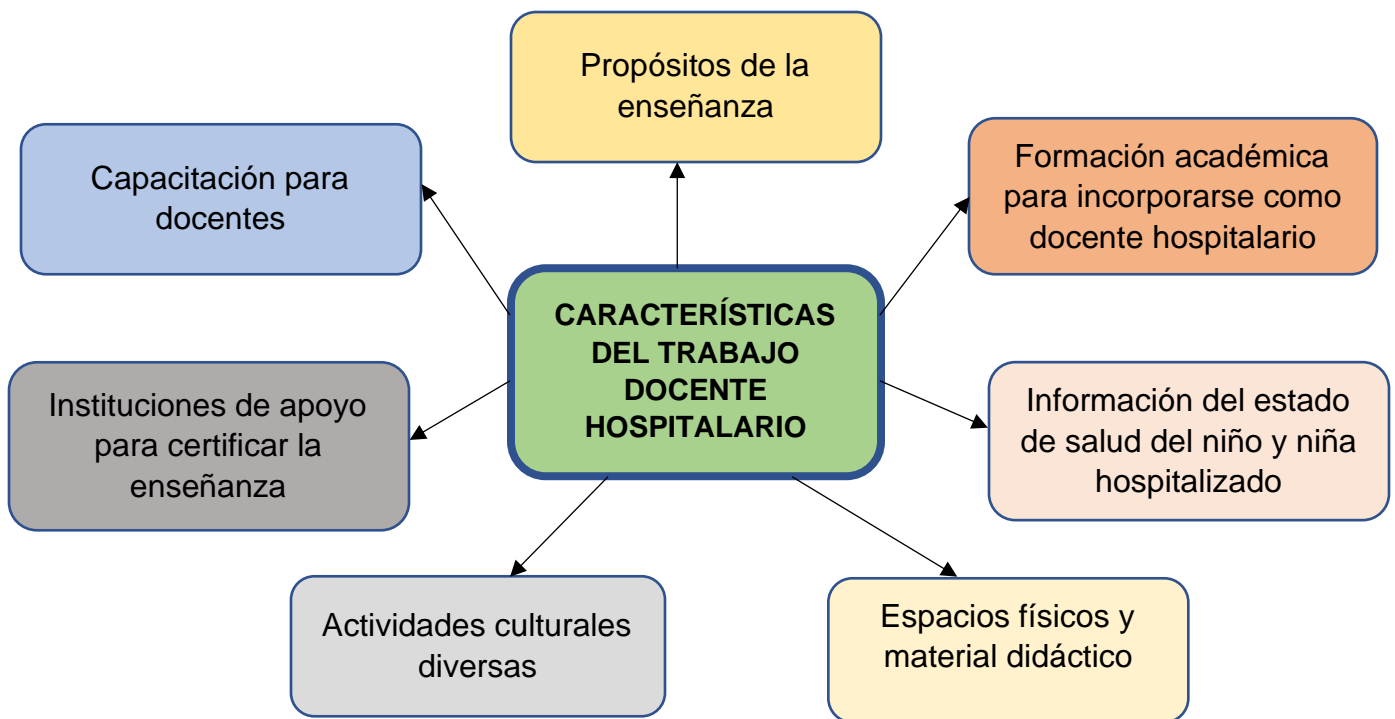 Propósitos de la
enseñanza
Capacitación para
docentes
Formación académica
para incorporarse como
docente hospitalario
CARACTERÍSTICAS
DEL TRABAJO
DOCENTE
HOSPITALARIO
Instituciones de apoyo
para certificar la
enseñanza
Información del estado
de salud del niño y niña
hospitalizado
Actividades culturales
diversas
Espacios físicos y
material didáctico